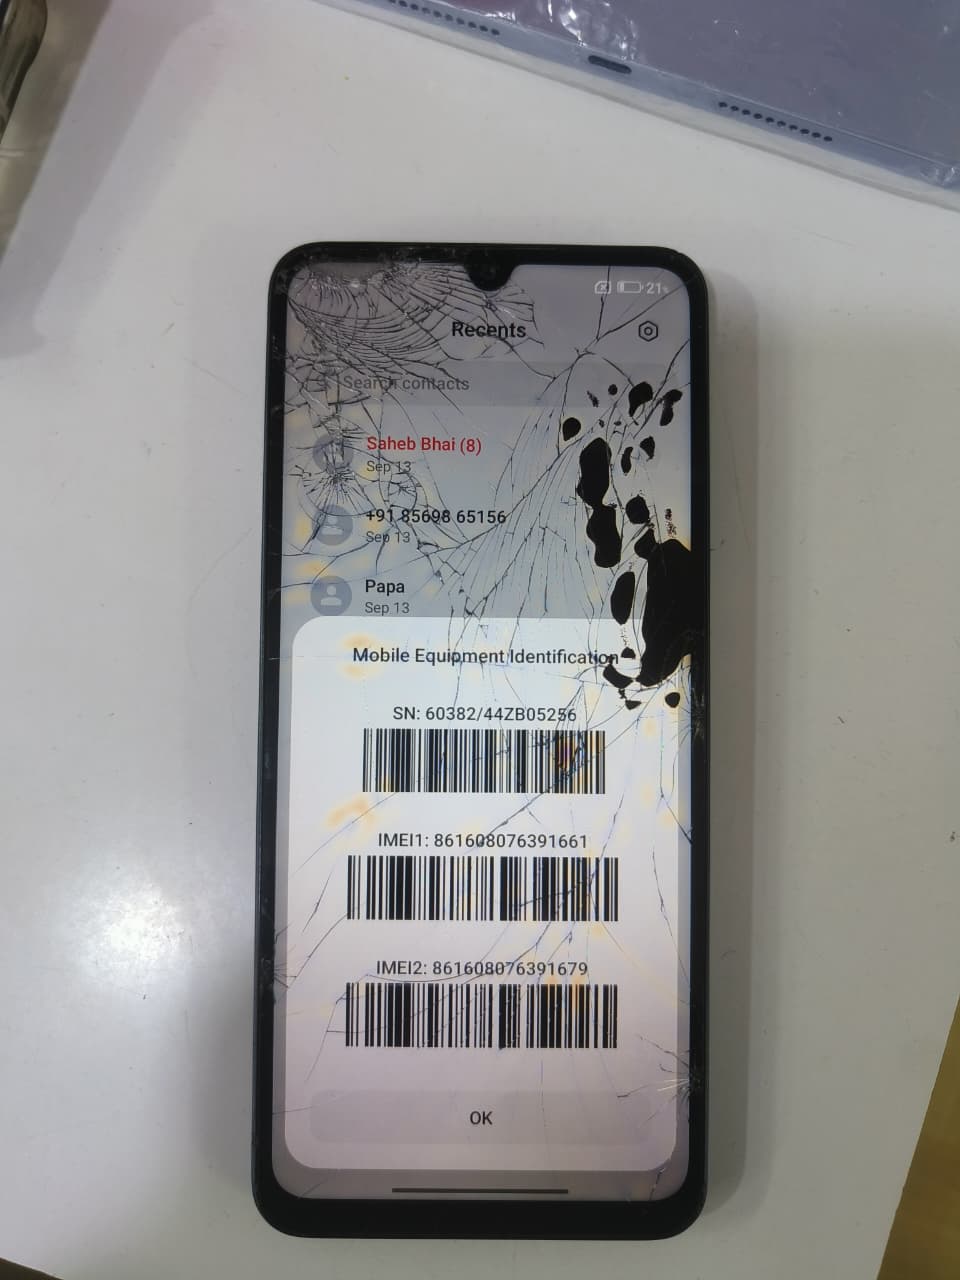 21
Recents
Search contacts
Saheb Bhai (8)
Sep 13
+91 85698 65156
Sep 13
Papa
Sep 13
Mobile Equipment Identification
SN: 60382/44ZB05256
IMEI1: 861608076391661
IMEI2: 861608076391679
OK